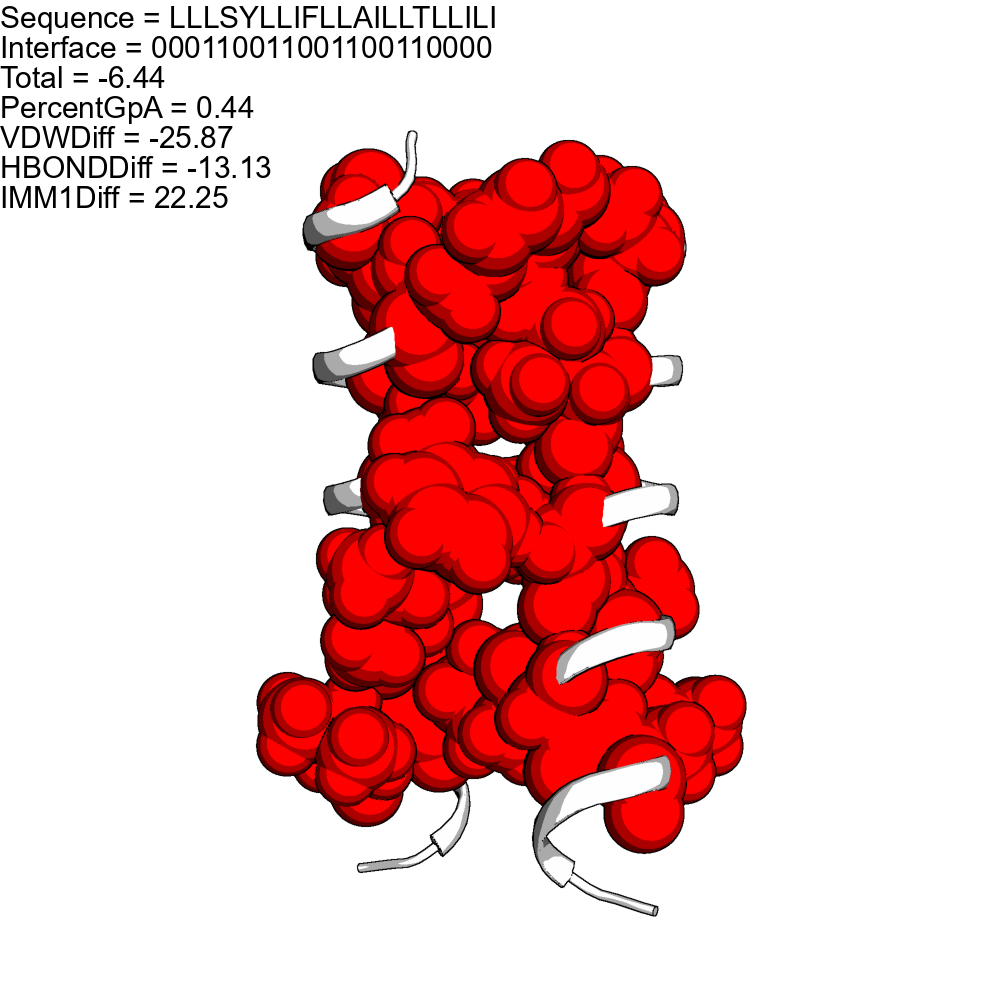 Sequence = LLLSYLLIFLLAILLTLLILI
Interface = 000110011001100110000
Total = -6.44
PercentGpA = 0.44
VDWDiff = -25.87
HBONDDiff = -13.13
IMM1Diff = 22.25